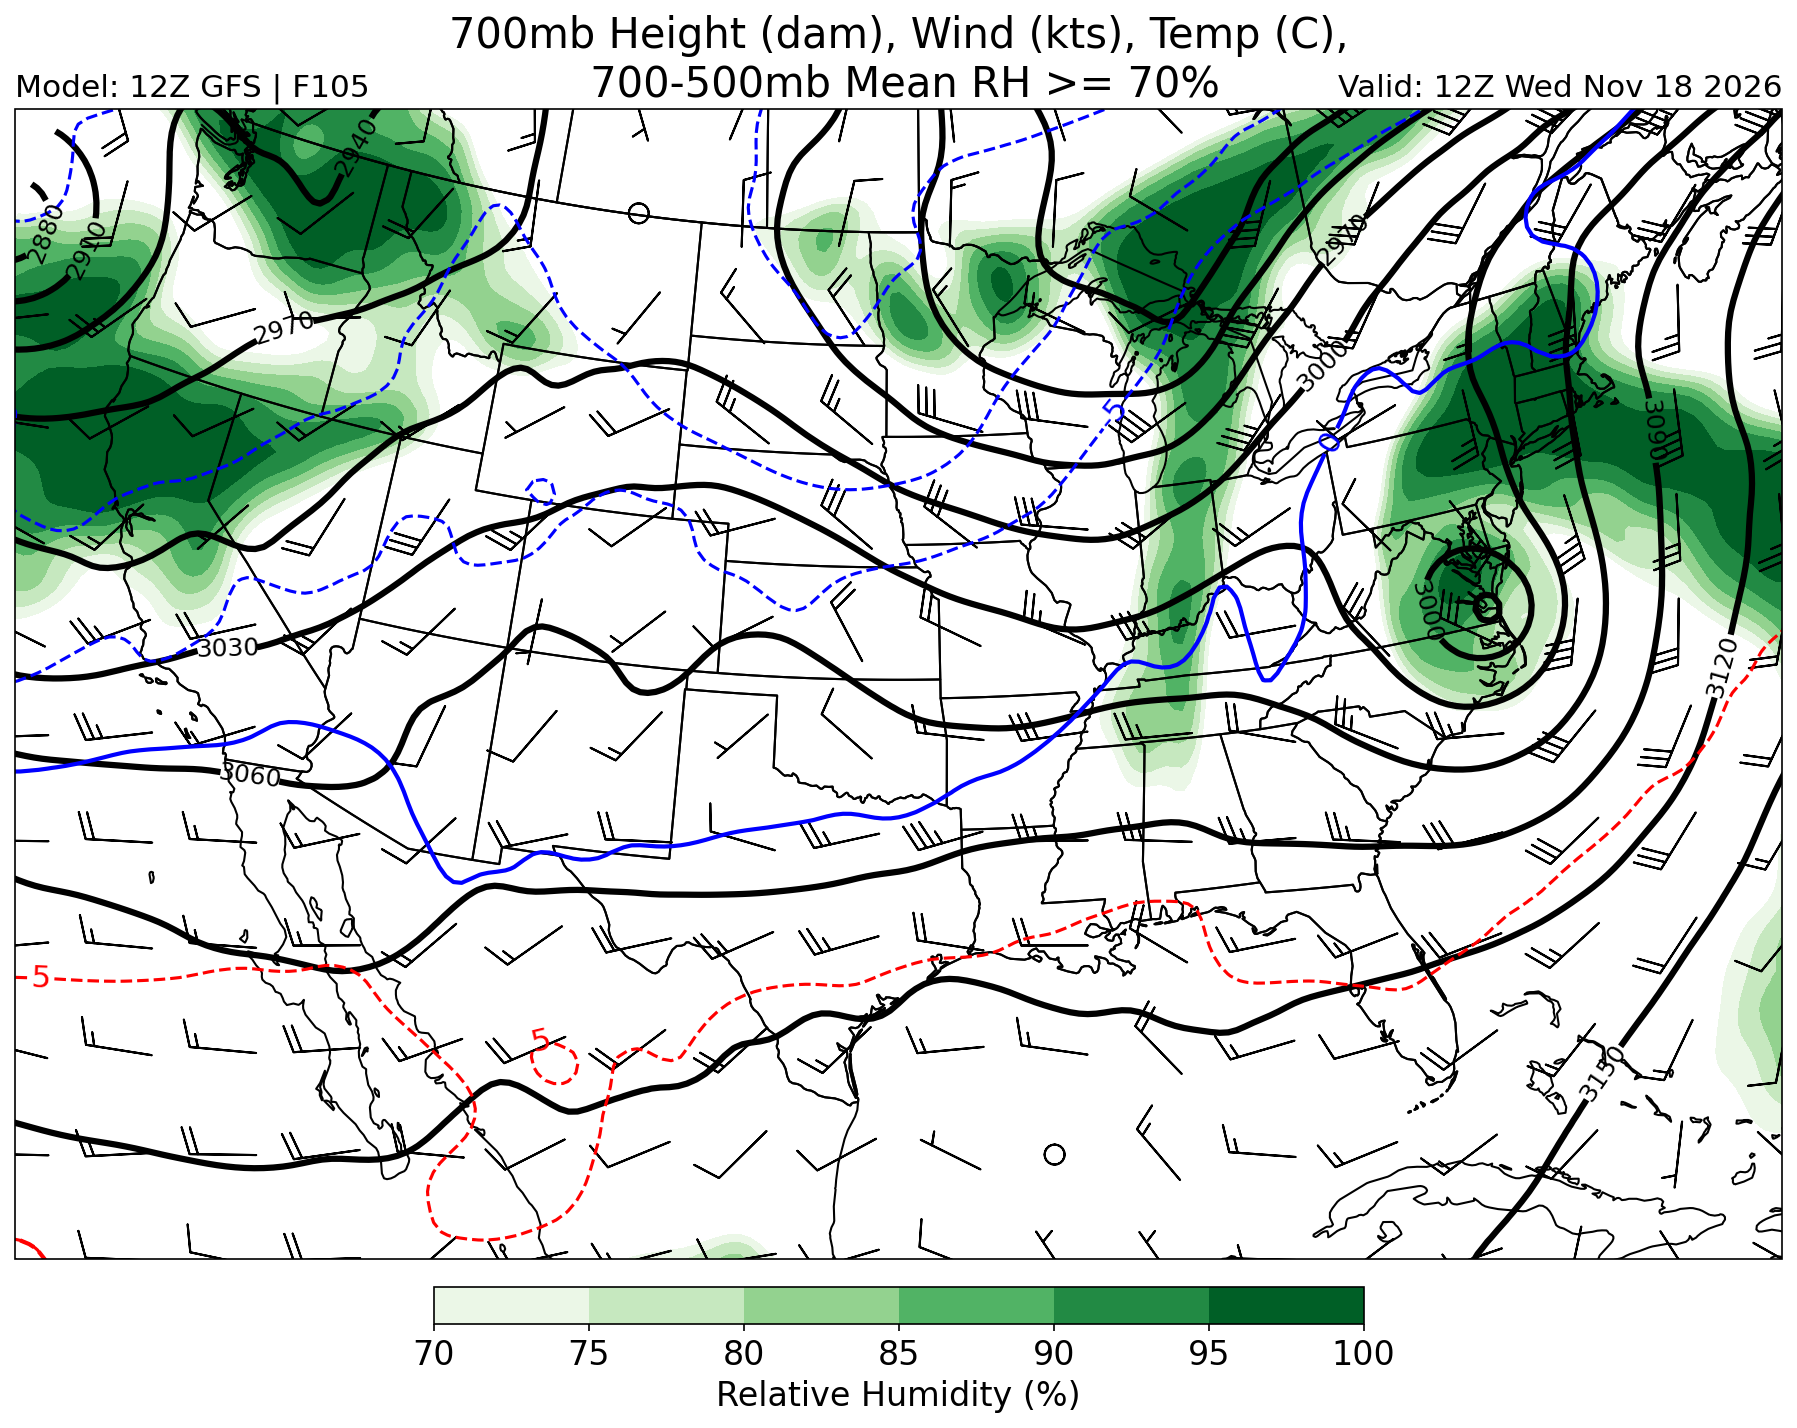 700mb Height (dam), Wind (kts), Temp (C),
700-500mb Mean RH >= 70%
Model: 12Z GFS | F105
Valid: 12Z Wed Nov 18 2026
2940
2880
2910
2970
2970
3000
-5
0
3090
3000
3030
3120
3060
5
5
3150
70 75 80 85 90 95 100
Relative Humidity (%)